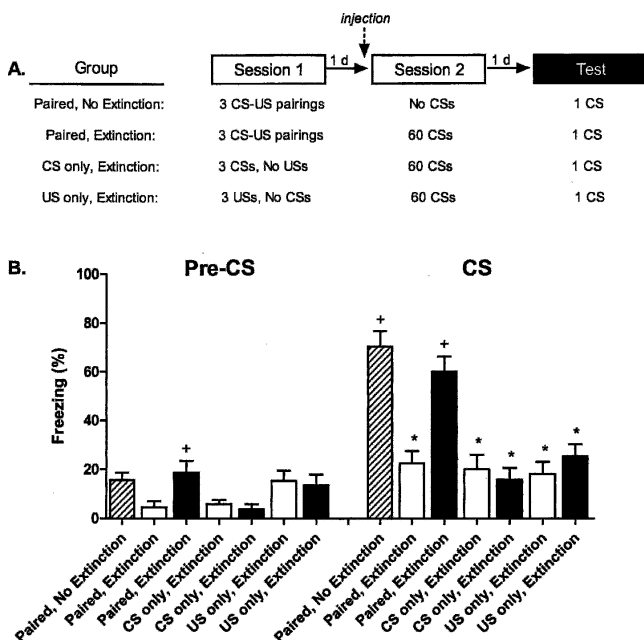 injection
A.
Group
Session 1
1 d
Session 2
1 d
Test
Paired, No Extinction: 3 CS-US pairings No CSs 1 CS
Paired, Extinction: 3 CS-US pairings 60 CSs 1 CS
CS only, Extinction: 3 CSs, No USs 60 CSs 1 CS
US only, Extinction: 3 USs, No CSs 60 CSs 1 CS
B.
Pre-CS
CS
Freezing (%)
100
80
60
40
20
0
+
+
*
+
*
*
*
*
Paired, No Extinction
Paired, Extinction
Paired, Extinction
CS only, Extinction
CS only, Extinction
US only, Extinction
US only, Extinction
Paired, No Extinction
Paired, Extinction
Paired, Extinction
CS only, Extinction
CS only, Extinction
US only, Extinction
US only, Extinction